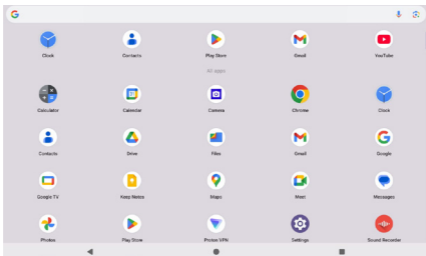 Clock Contacts Play Store Gmail YouTube
All apps
Calculator Calendar Camera Chrome Clock
Contacts Drive Files Gmail Google
Google TV Keep Notes Maps Meet Messages
Photos Play Store Proton VPN Settings Sound Recorder